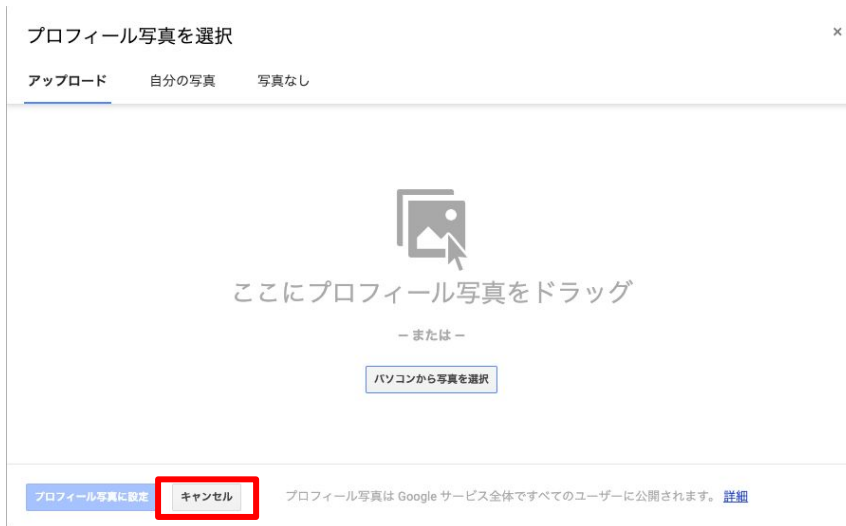 プロフィール写真を選択
×
アップロード 自分の写真 写真なし
ここにプロフィール写真をドラッグ
– または –
パソコンから写真を選択
プロフィール写真に設定 キャンセル プロフィール写真は Google サービス全体ですべてのユーザーに公開されます。 詳細